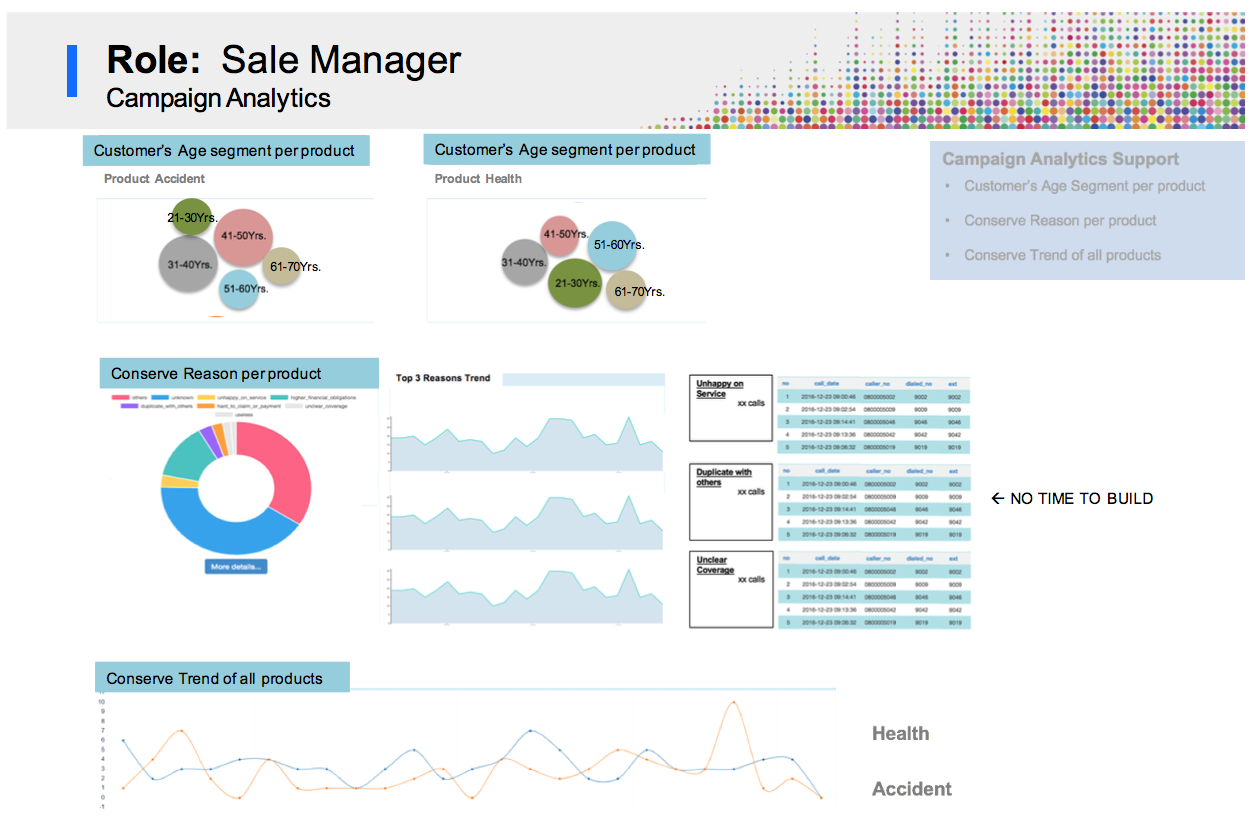 Role: Sale Manager
Campaign Analytics
Customer's Age segment per product
Product Accident
21-30Yrs.
41-50Yrs.
31-40Yrs.
61-70Yrs.
51-60Yrs.
Customer's Age segment per product
Product Health
41-50Yrs.
51-60Yrs.
31-40Yrs.
21-30Yrs.
61-70Yrs.
Campaign Analytics Support
• Customer's Age Segment per product
• Conserve Reason per product
• Conserve Trend of all products
Conserve Reason per product
others unknown unhappy_on_service higher_financial_obligations
duplicate_with_others hard_to_claim_or_payment unclear_coverage
useless
More details...
Top 3 Reasons Trend
Unhappy on
Service
xx calls
no call_date caller_no dialed_no ext
1 2016-12-23 09:00:46 0800005002 9002 9002
2 2016-12-23 09:02:54 0800005009 9009 9009
3 2016-12-23 09:14:41 0800005046 9046 9046
4 2016-12-23 09:13:36 0800005042 9042 9042
5 2016-12-23 09:06:32 0800005019 9019 9019
Duplicate with
others
xx calls
no call_date caller_no dialed_no ext
1 2016-12-23 09:00:46 0800005002 9002 9002
2 2016-12-23 09:02:54 0800005009 9009 9009
3 2016-12-23 09:14:41 0800005046 9046 9046
4 2016-12-23 09:13:36 0800005042 9042 9042
5 2016-12-23 09:06:32 0800005019 9019 9019
Unclear
Coverage
xx calls
no call_date caller_no dialed_no ext
1 2016-12-23 09:00:46 0800005002 9002 9002
2 2016-12-23 09:02:54 0800005009 9009 9009
3 2016-12-23 09:14:41 0800005046 9046 9046
4 2016-12-23 09:13:36 0800005042 9042 9042
5 2016-12-23 09:06:32 0800005019 9019 9019
← NO TIME TO BUILD
Conserve Trend of all products
10
9
8
7
6
5
4
3
2
1
0
-1
Health
Accident